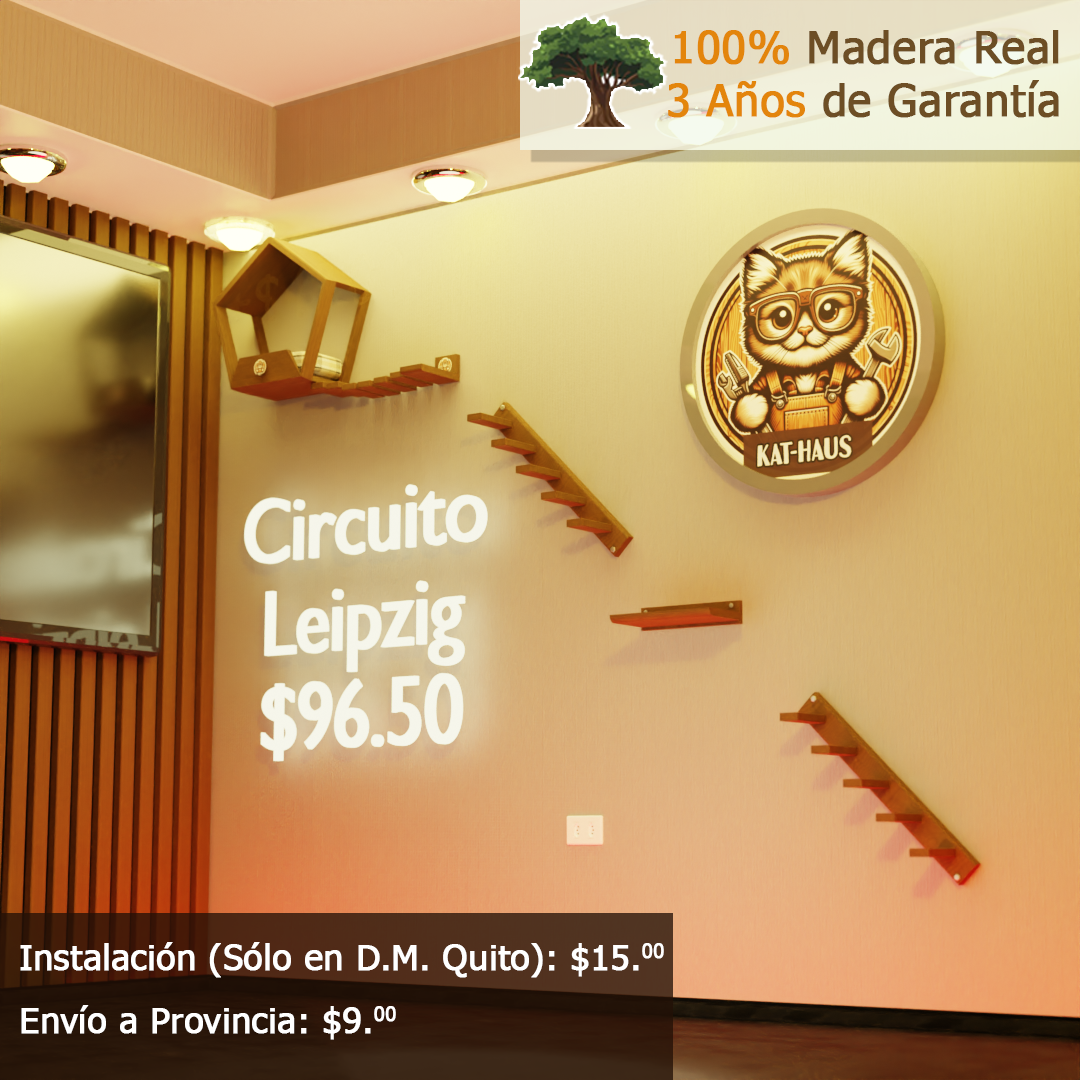 100% Madera Real
3 Años de Garantía
KAT-HAUS
Circuito
Leipzig
$96.50
Instalación (Sólo en D.M. Quito): $15.00
Envío a Provincia: $9.00